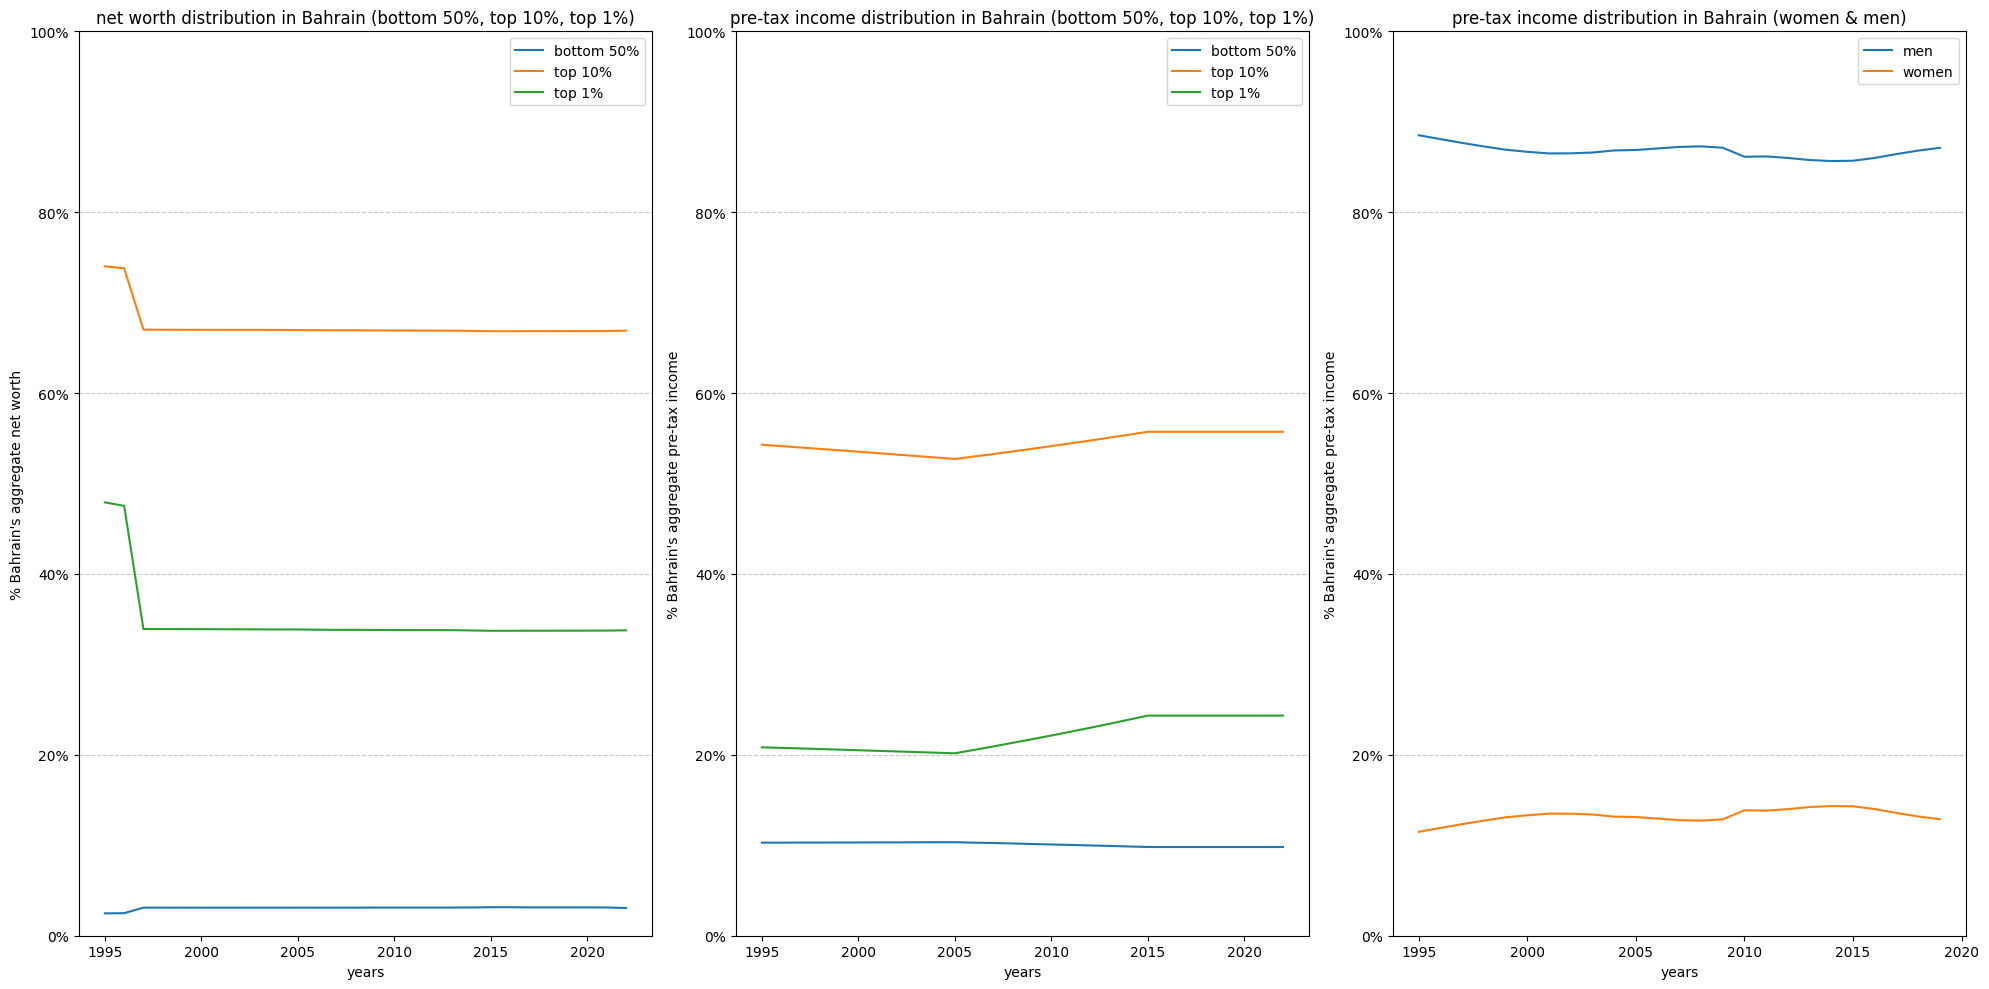 net worth distribution in Bahrain (bottom 50%, top 10%, top 1%)
100%
80%
60%
40%
20%
0%
% Bahrain's aggregate net worth
1995
2000
2005
2010
2015
2020
years
bottom 50%
top 10%
top 1%
pre-tax income distribution in Bahrain (bottom 50%, top 10%, top 1%)
100%
80%
60%
40%
20%
0%
% Bahrain's aggregate pre-tax income
1995
2000
2005
2010
2015
2020
years
bottom 50%
top 10%
top 1%
pre-tax income distribution in Bahrain (women & men)
100%
80%
60%
40%
20%
0%
% Bahrain's aggregate pre-tax income
1995
2000
2005
2010
2015
2020
years
men
women